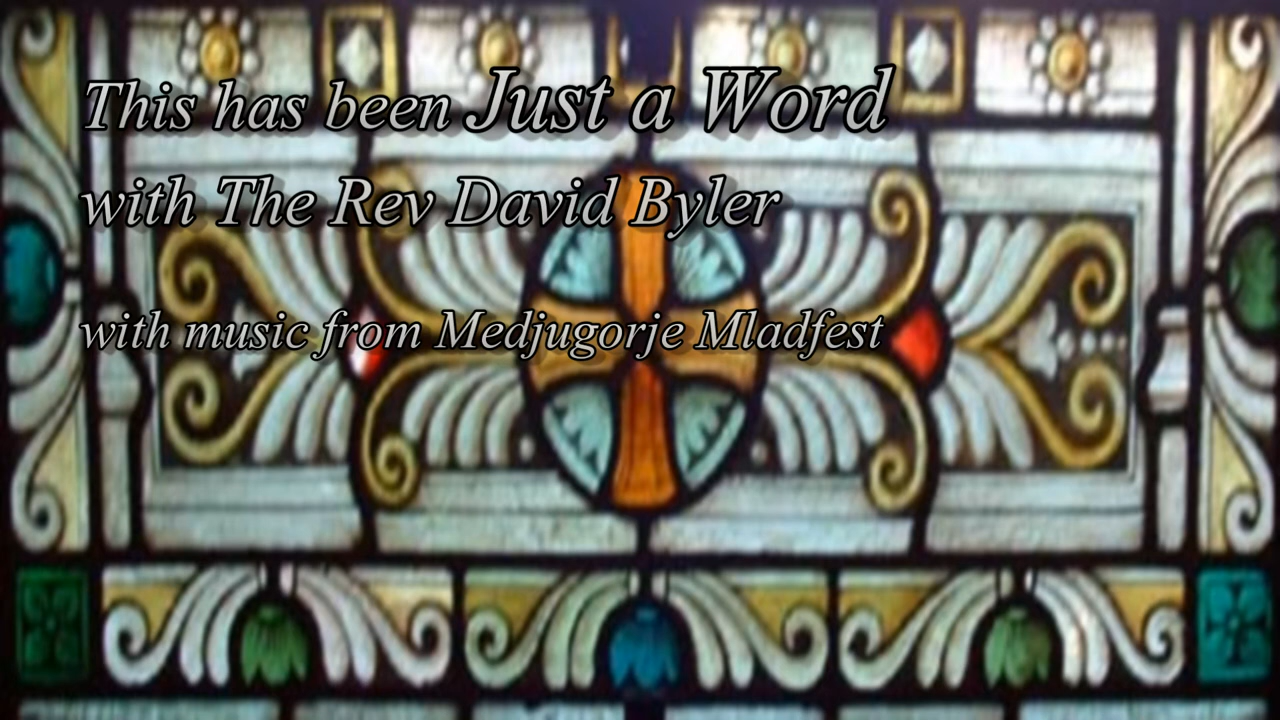 This has been Just a Word
with The Rev David Byler
with music from Medjugorje Mladfest